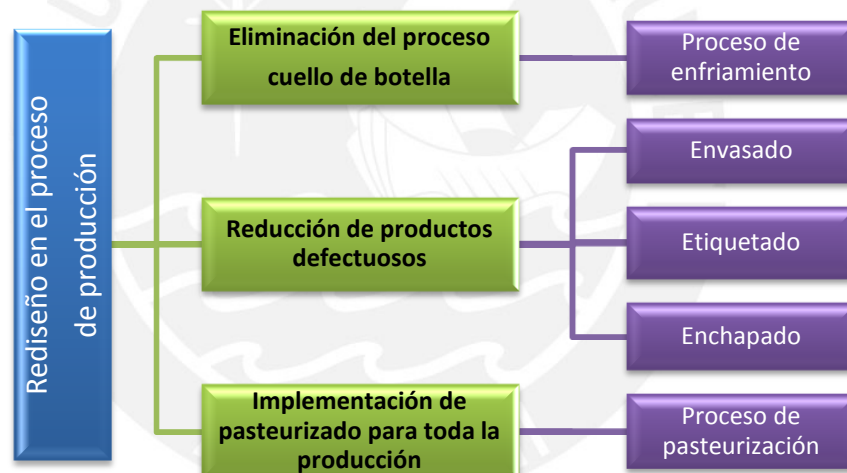 Rediseño en el proceso
de producción
Eliminación del proceso
cuello de botella
Proceso de
enfriamiento
Reducción de productos
defectuosos
Envasado
Etiquetado
Enchapado
Implementación de
pasteurizado para toda la
producción
Proceso de
pasteurización